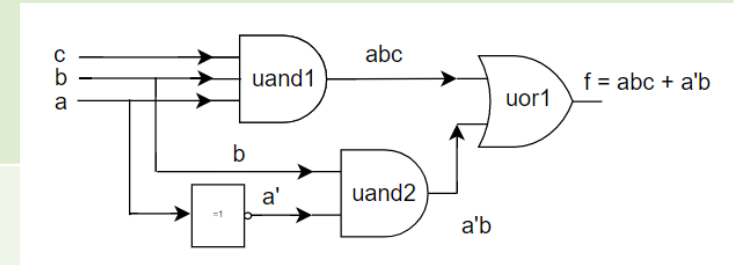 abc
c
b
a
uand1
f = abc + a'b
uor1
b
a'
=1
uand2
a'b